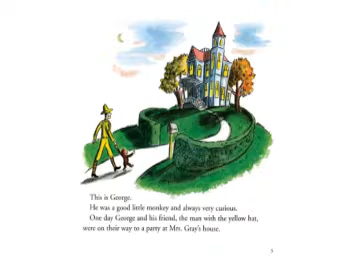 This is George.
He was a good little monkey and always very curious.
One day George and his friend, the man with the yellow hat,
were on their way to a party at Mrs. Gray's house.
3